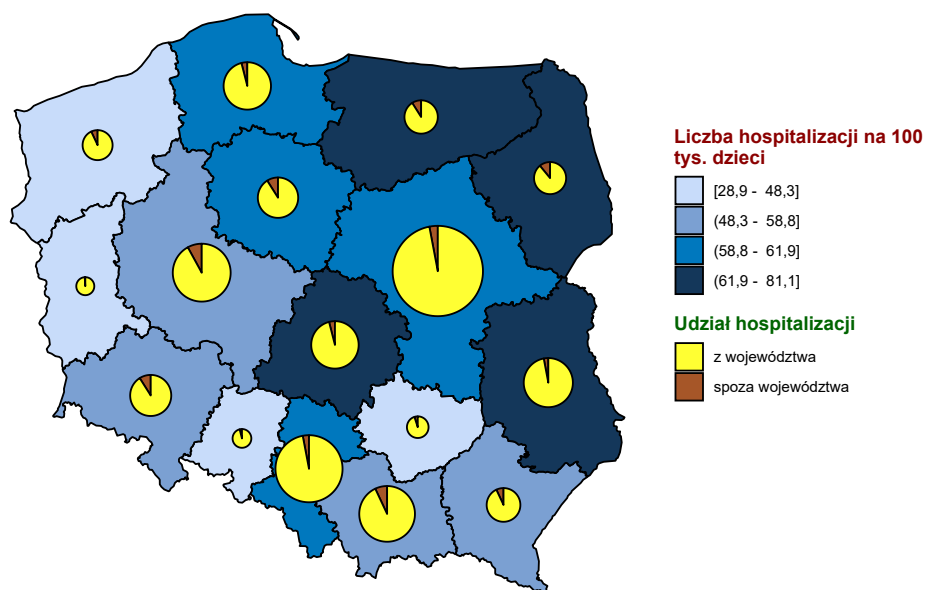 Liczba hospitalizacji na 100
tys. dzieci
[28,9 - 48,3]
(48,3 - 58,8]
(58,8 - 61,9]
(61,9 - 81,1]
Udział hospitalizacji
z województwa
spoza województwa